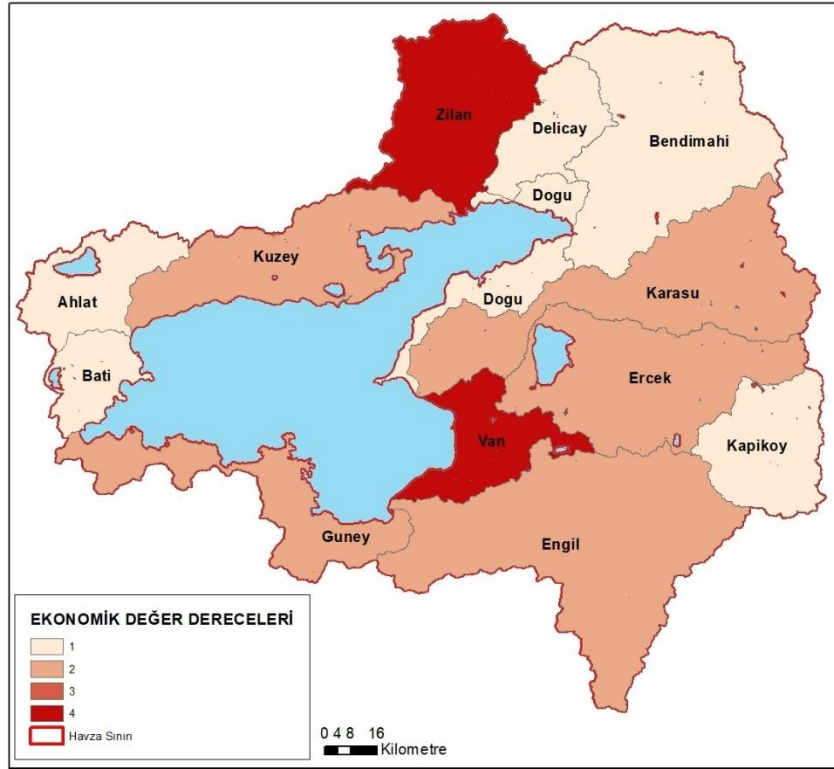 Zilan
Delicay
Bendimahi
Dogu
Kuzey
Ahlat
Dogu
Karasu
Bati
Ercek
Van
Kapikoy
Guney
Engil
EKONOMİK DEĞER DERECELERİ
1
2
3
4
Havza Sınırı
0 4 8 16
Kilometre